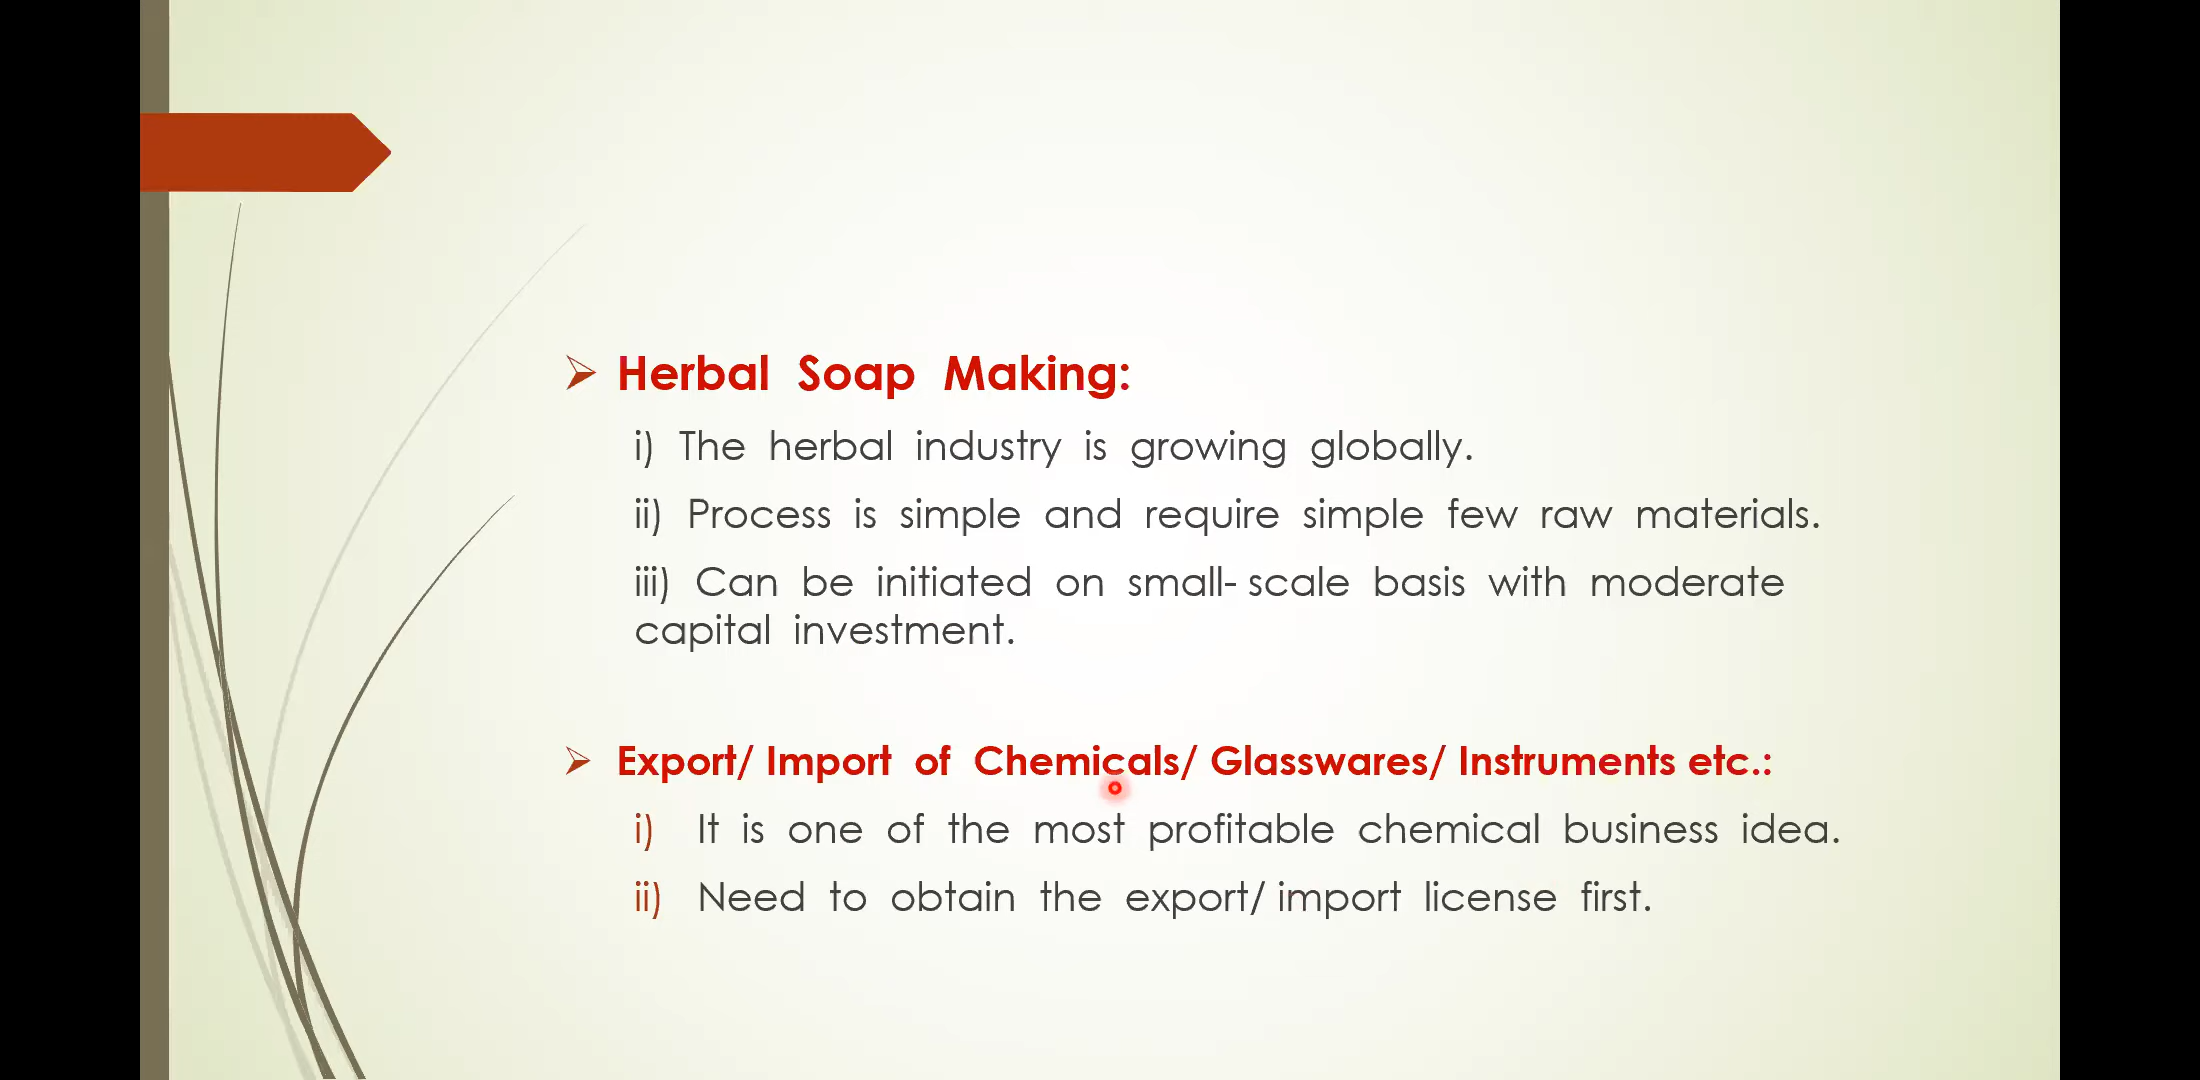 Herbal Soap Making:
i) The herbal industry is growing globally.
ii) Process is simple and require simple few raw materials.
iii) Can be initiated on small- scale basis with moderate
capital investment.
Export/ Import of Chemicals/ Glasswares/ Instruments etc.:
i) It is one of the most profitable chemical business idea.
ii) Need to obtain the export/ import license first.